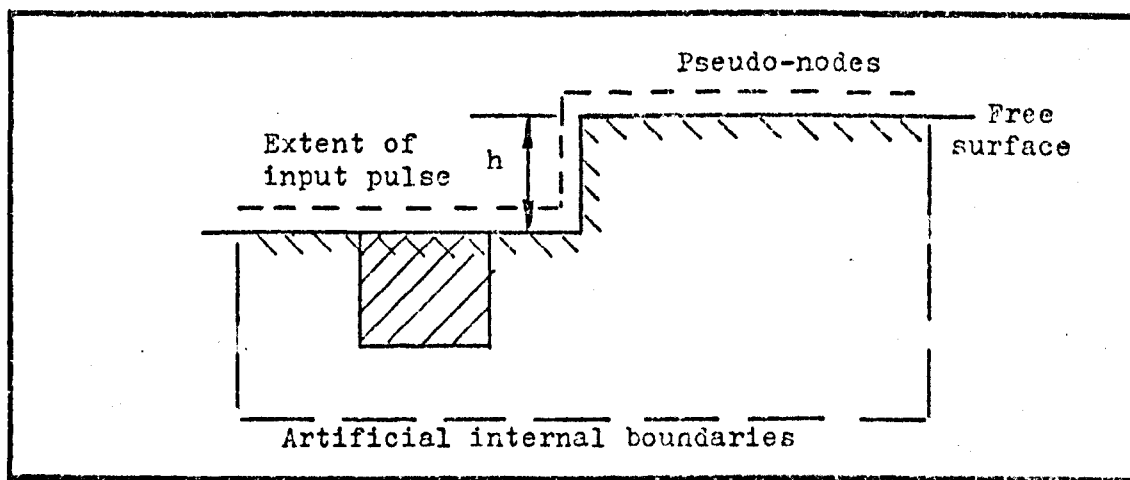 Pseudo-nodes
Free
surface
Extent of
input pulse
h
Artificial internal boundaries